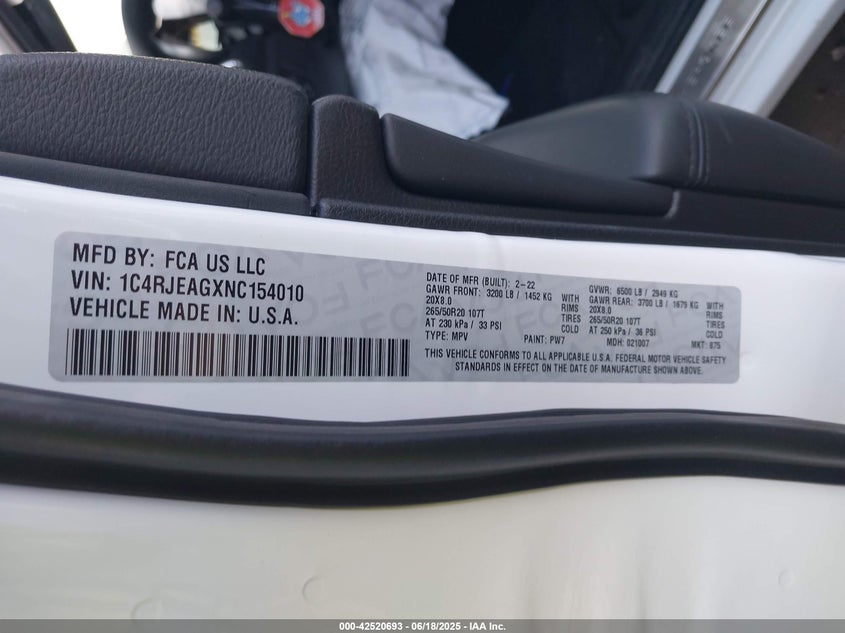 MFD BY: FCA US LLC
VIN: 1C4RJEAGXNC154010
VEHICLE MADE IN: U.S.A.
DATE OF MFR (BUILT): 2-22
GAWR FRONT: 3200 LB / 1452 KG WITH
20X8.0 RIMS
265/50R20 107T TIRES
AT 230 kPa / 33 PSI COLD
TYPE: MPV PAINT: PW7
GVWR: 6500 LB / 2949 KG
GAWR REAR: 3700 LB / 1679 KG WITH
20X8.0 RIMS
265/50R20 107T TIRES
AT 250 kPa / 36 PSI COLD
MDH: 021007 MKT: 875
THIS VEHICLE CONFORMS TO ALL APPLICABLE U.S.A. FEDERAL MOTOR VEHICLE SAFETY
STANDARDS IN EFFECT ON THE DATE OF MANUFACTURE SHOWN ABOVE.
000-42520693 - 06/18/2025 - IAA Inc.